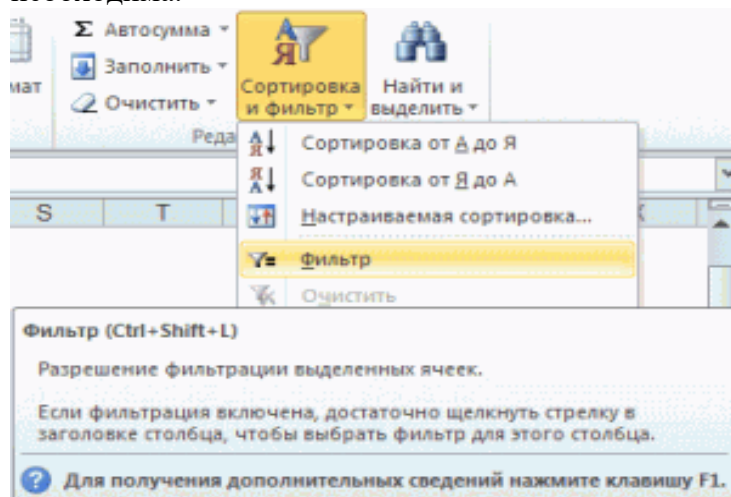 Σ Автосумма
Заполнить
мат
Очистить
Сортировка
и фильтр
Найти и
выделить
Реда
Сортировка от А до Я
Сортировка от Я до А
S T
Настраиваемая сортировка...
Фильтр
Очистить
Фильтр (Ctrl+Shift+L)
Разрешение фильтрации выделенных ячеек.
Если фильтрация включена, достаточно щелкнуть стрелку в
заголовке столбца, чтобы выбрать фильтр для этого столбца.
Для получения дополнительных сведений нажмите клавишу F1.